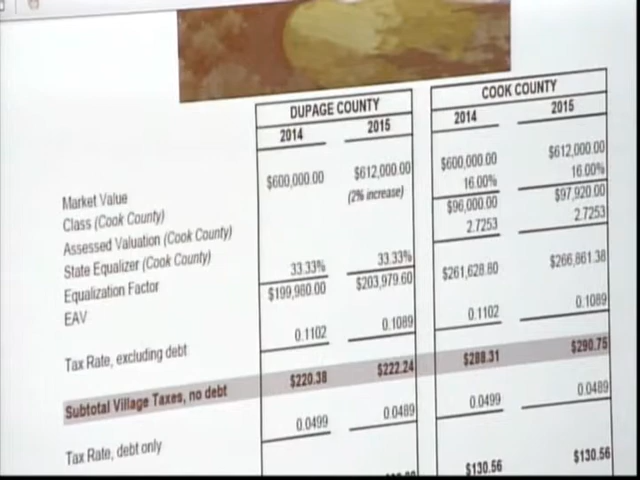 DUPAGE COUNTY COOK COUNTY
2014 2015 2014 2015
Market Value $600,000.00 $612,000.00 $600,000.00 $612,000.00
Class (Cook County) (2% increase) 16.00% 16.00%
Assessed Valuation (Cook County) $96,000.00 $97,920.00
State Equalizer (Cook County) 2.7253 2.7253
Equalization Factor 33.33% 33.33%
EAV $199,980.00 $203,979.60 $261,628.80 $266,861.38
Tax Rate, excluding debt 0.1102 0.1089 0.1102 0.1089
Subtotal Village Taxes, no debt $220.38 $222.24 $288.31 $290.75
Tax Rate, debt only 0.0499 0.0489 0.0499 0.0489
$130.56 $130.56